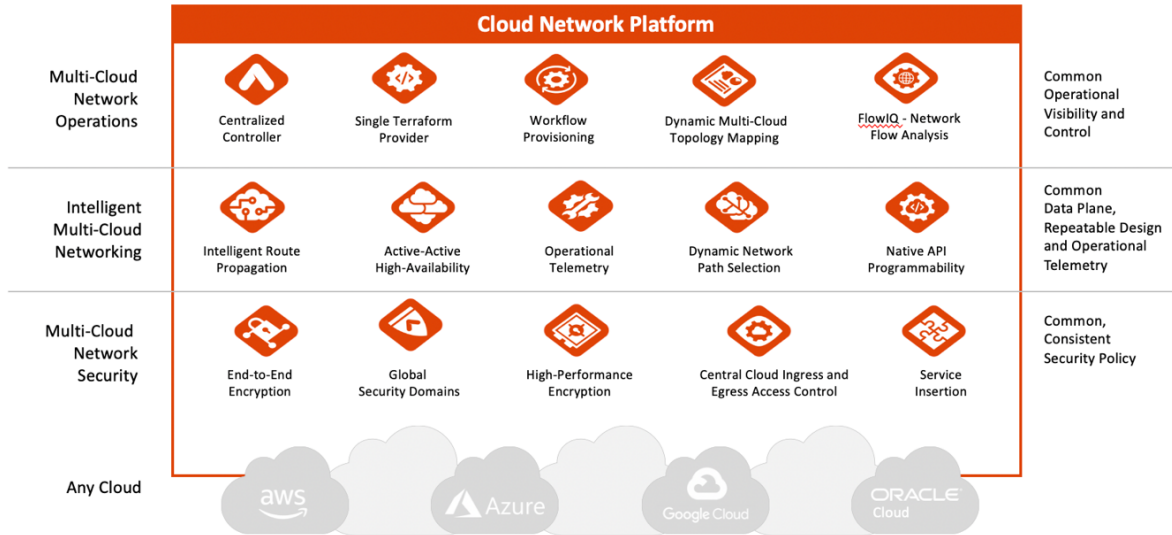 Cloud Network Platform
Multi-Cloud
Network
Operations
Centralized
Controller
Single Terraform
Provider
Workflow
Provisioning
Dynamic Multi-Cloud
Topology Mapping
FlowIQ - Network
Flow Analysis
Common
Operational
Visibility and
Control
Intelligent
Multi-Cloud
Networking
Intelligent Route
Propagation
Active-Active
High-Availability
Operational
Telemetry
Dynamic Network
Path Selection
Native API
Programmability
Common
Data Plane,
Repeatable Design
and Operational
Telemetry
Multi-Cloud
Network
Security
End-to-End
Encryption
Global
Security Domains
High-Performance
Encryption
Central Cloud Ingress and
Egress Access Control
Service
Insertion
Common,
Consistent
Security Policy
Any Cloud
aws
Azure
Google Cloud
ORACLE
Cloud